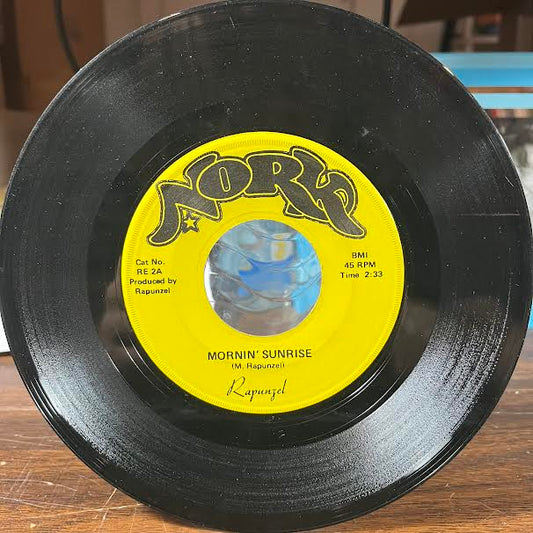 NORK
Cat No.
RE 2A
Produced by
Rapunzel
BMI
45 RPM
Time 2:33
MORNIN' SUNRISE
(M. Rapunzel)
Rapunzel